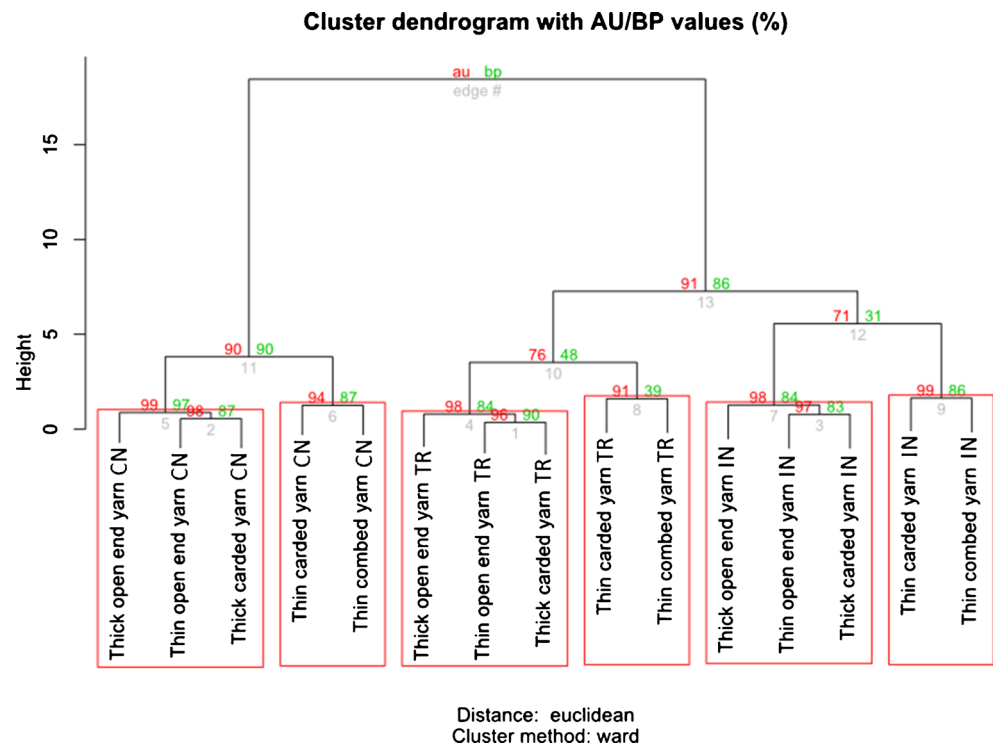 Cluster dendrogram with AU/BP values (%)
au bp
edge #
15
10
5
0
Height
91 86
13
71 31
12
90 90
11
76 48
10
99 97
5
98 87
2
94 87
6
98 84
4
96 90
1
91 39
8
98 84
7
97 83
3
99 86
9
Thick open end yarn CN
Thin open end yarn CN
Thick carded yarn CN
Thin carded yarn CN
Thin combed yarn CN
Thick open end yarn TR
Thin open end yarn TR
Thick carded yarn TR
Thin carded yarn TR
Thin combed yarn TR
Thick open end yarn IN
Thin open end yarn IN
Thick carded yarn IN
Thin carded yarn IN
Thin combed yarn IN
Distance: euclidean
Cluster method: ward